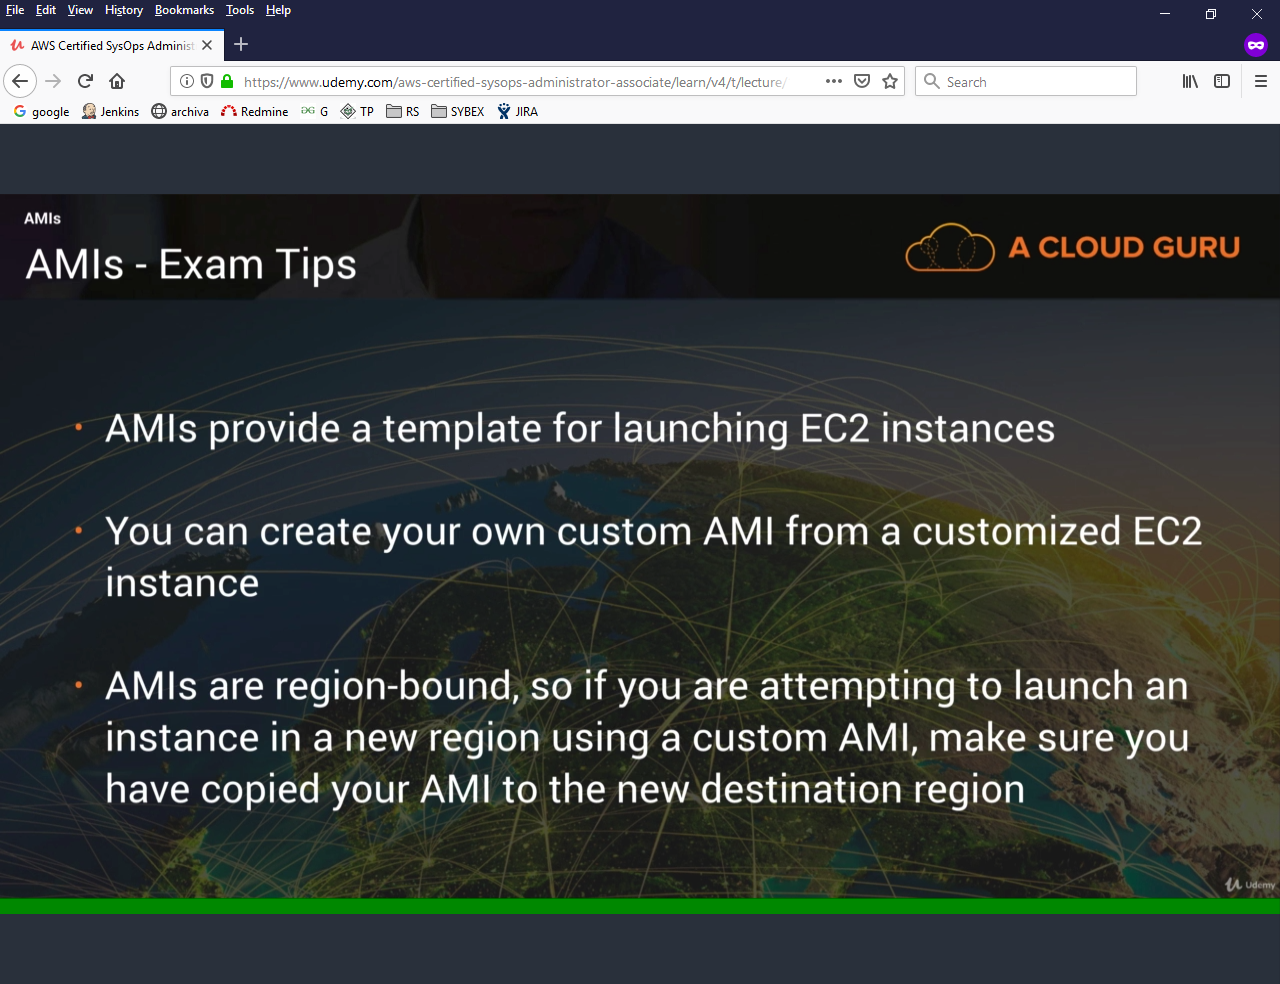 File Edit View History Bookmarks Tools Help
AWS Certified SysOps Administ
https://www.udemy.com/aws-certified-sysops-administrator-associate/learn/v4/t/lecture/
Search
google Jenkins archiva Redmine G TP RS SYBEX JIRA
AMIs
AMIs - Exam Tips
A CLOUD GURU
• AMIs provide a template for launching EC2 instances
• You can create your own custom AMI from a customized EC2
instance
• AMIs are region-bound, so if you are attempting to launch an
instance in a new region using a custom AMI, make sure you
have copied your AMI to the new destination region
Udemy